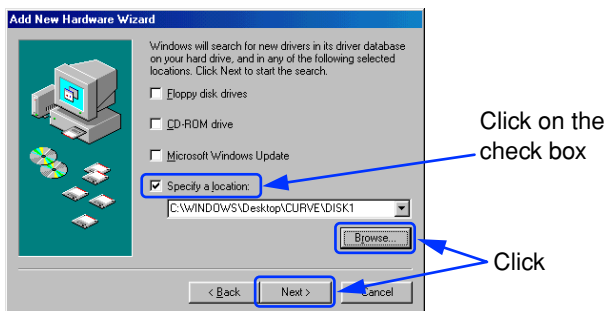 Add New Hardware Wizard
Windows will search for new drivers in its driver database
on your hard drive, and in any of the following selected
locations. Click Next to start the search.
Floppy disk drives
CD-ROM drive
Microsoft Windows Update
Specify a location:
C:\WINDOWS\Desktop\CURVE\DISK1
Browse...
< Back
Next >
Cancel
Click on the
check box
Click